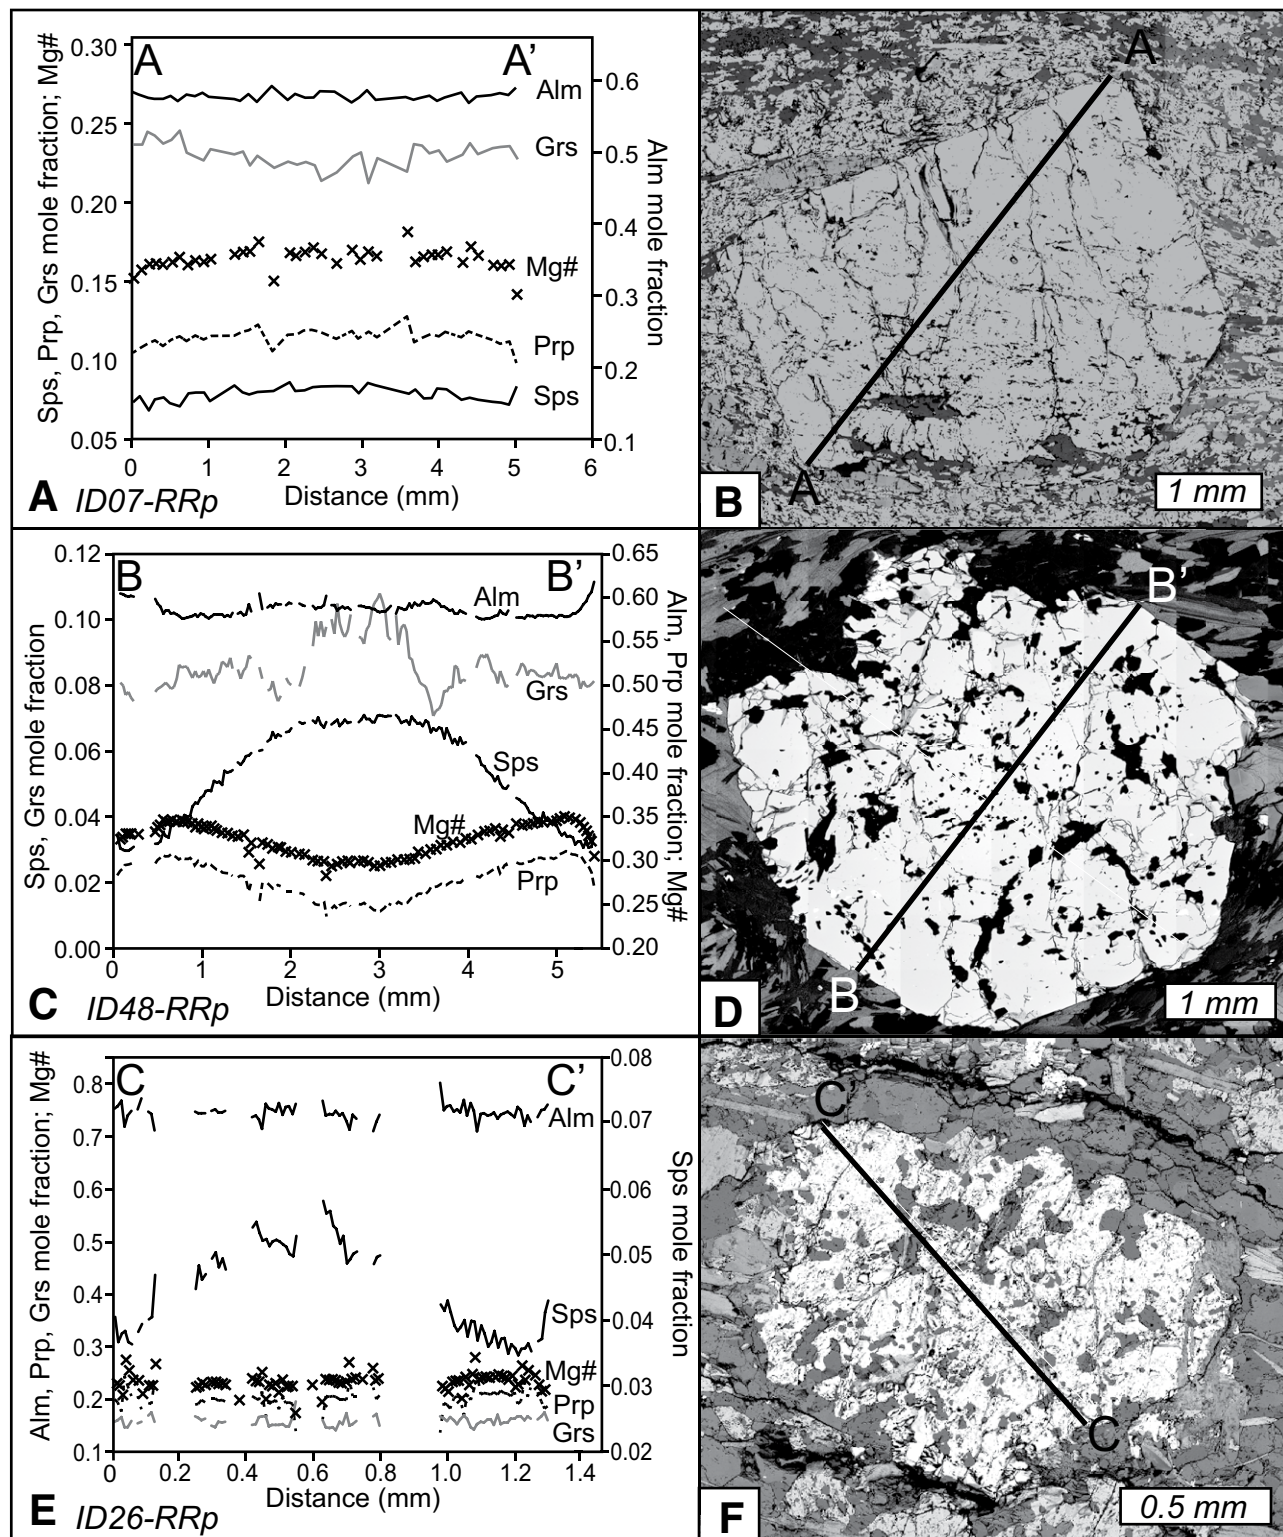 Sps, Prp, Grs mole fraction; Mg#
0.30
0.25
0.20
0.15
0.10
0.05
A
A’
Alm
Grs
Mg#
Prp
Sps
0.6
0.5
0.4
0.3
0.2
0.1
Alm mole fraction
0 1 2 3 4 5 6
Distance (mm)
A ID07-RRp
A
A
B
1 mm
Sps, Grs mole fraction
0.12
0.10
0.08
0.06
0.04
0.02
0.00
B
B’
Alm
Grs
Sps
Mg#
Prp
0.65
0.60
0.55
0.50
0.45
0.40
0.35
0.30
0.25
0.20
Alm, Prp mole fraction; Mg#
0 1 2 3 4 5
Distance (mm)
C ID48-RRp
B’
B
D
1 mm
Alm, Prp, Grs mole fraction; Mg#
0.8
0.7
0.6
0.5
0.4
0.3
0.2
0.1
C
C’
Alm
Sps
Mg#
Prp
Grs
0.08
0.07
0.06
0.05
0.04
0.03
0.02
Sps mole fraction
0 0.2 0.4 0.6 0.8 1.0 1.2 1.4
Distance (mm)
E ID26-RRp
C
C
F
0.5 mm